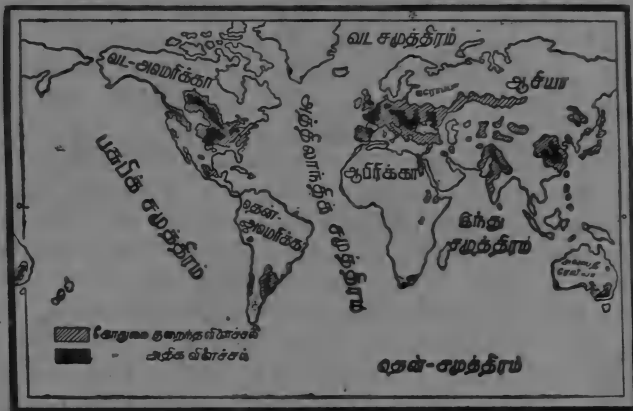 வட சமுத்திரம்
வட-அமெரிக்கா
ஆசியா
ஐரோப்பா
அத்திலாந்திக் சமுத்திரம்
பசுபிக் சமுத்திரம்
ஆபிரிக்கா
தென்-
அமெரிக்கா
இந்து
சமுத்திரம்
கோதுமை குறைந்த விளைச்சல்
" அதிக விளைச்சல்
தென்-சமுத்திரம்